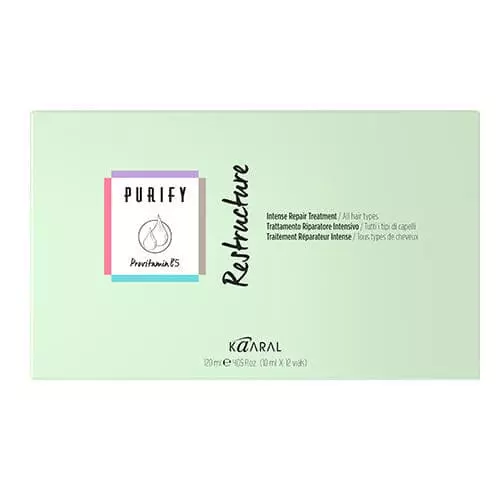 PURIFY
Provitamin B5
Restructure
Intense Repair Treatment / All hair types
Trattamento Riparatore Intensivo / Tutti i tipi di capelli
Traitement Réparateur Intense / Tous types de cheveux
KAARAL
120 ml ℮ 4.05 fl.oz. (10 ml X 12 vials)